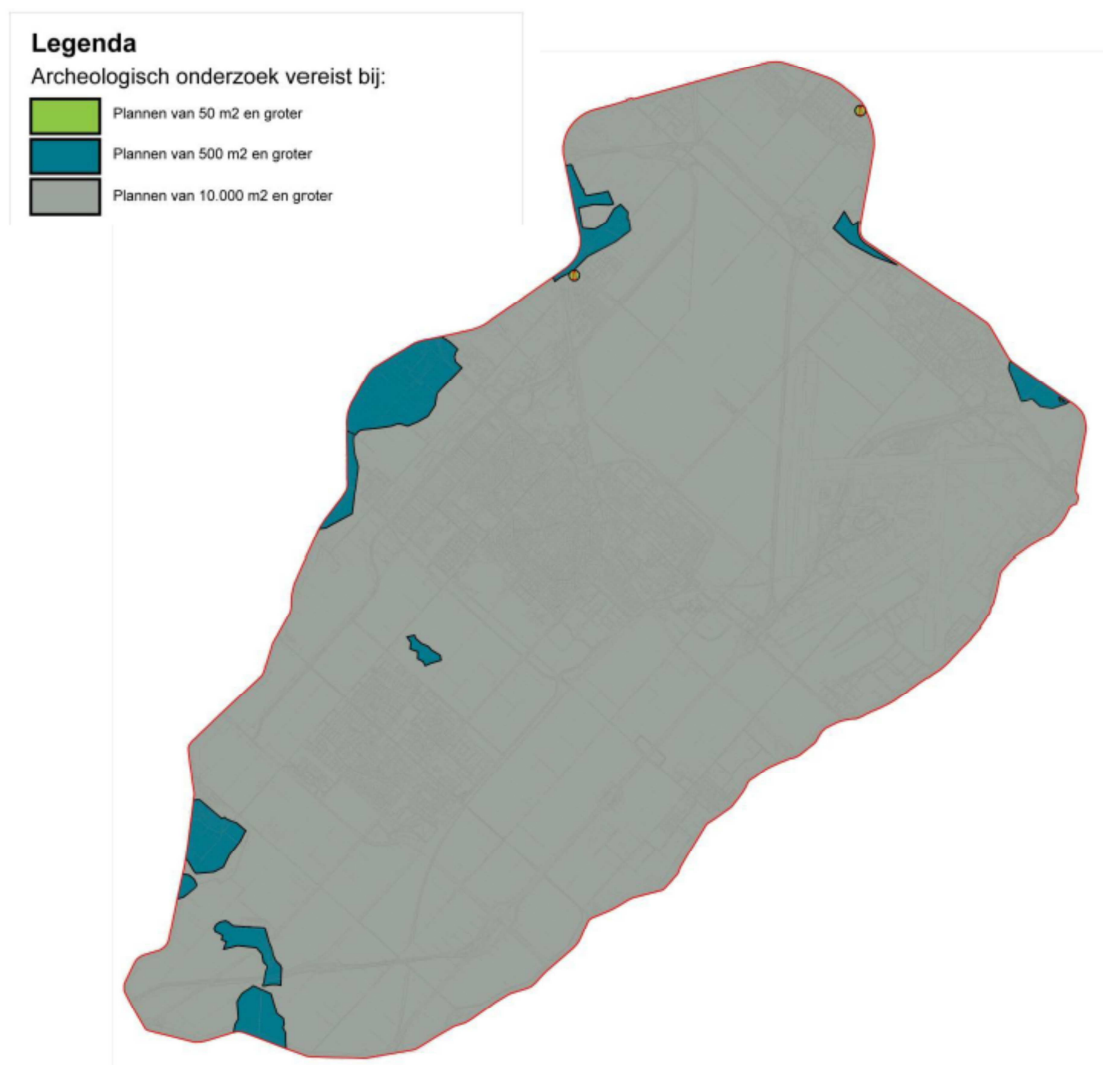 Legenda
Archeologisch onderzoek vereist bij:
Plannen van 50 m2 en groter
Plannen van 500 m2 en groter
Plannen van 10.000 m2 en groter